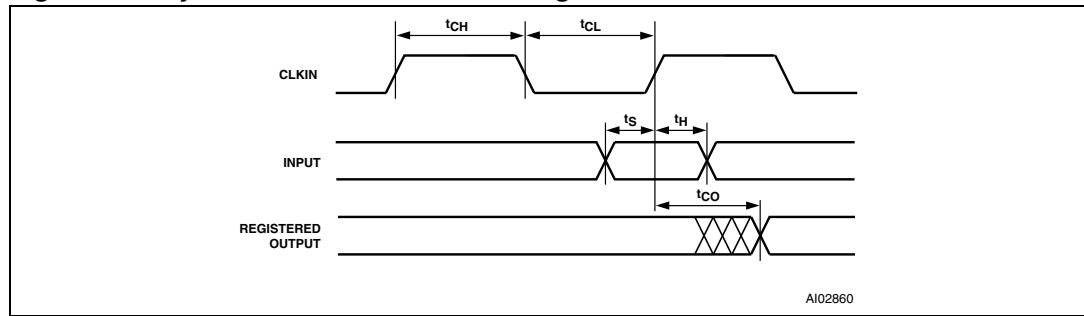 tCH
tCL
CLKIN
tS
tH
INPUT
tCO
REGISTERED
OUTPUT
AI02860